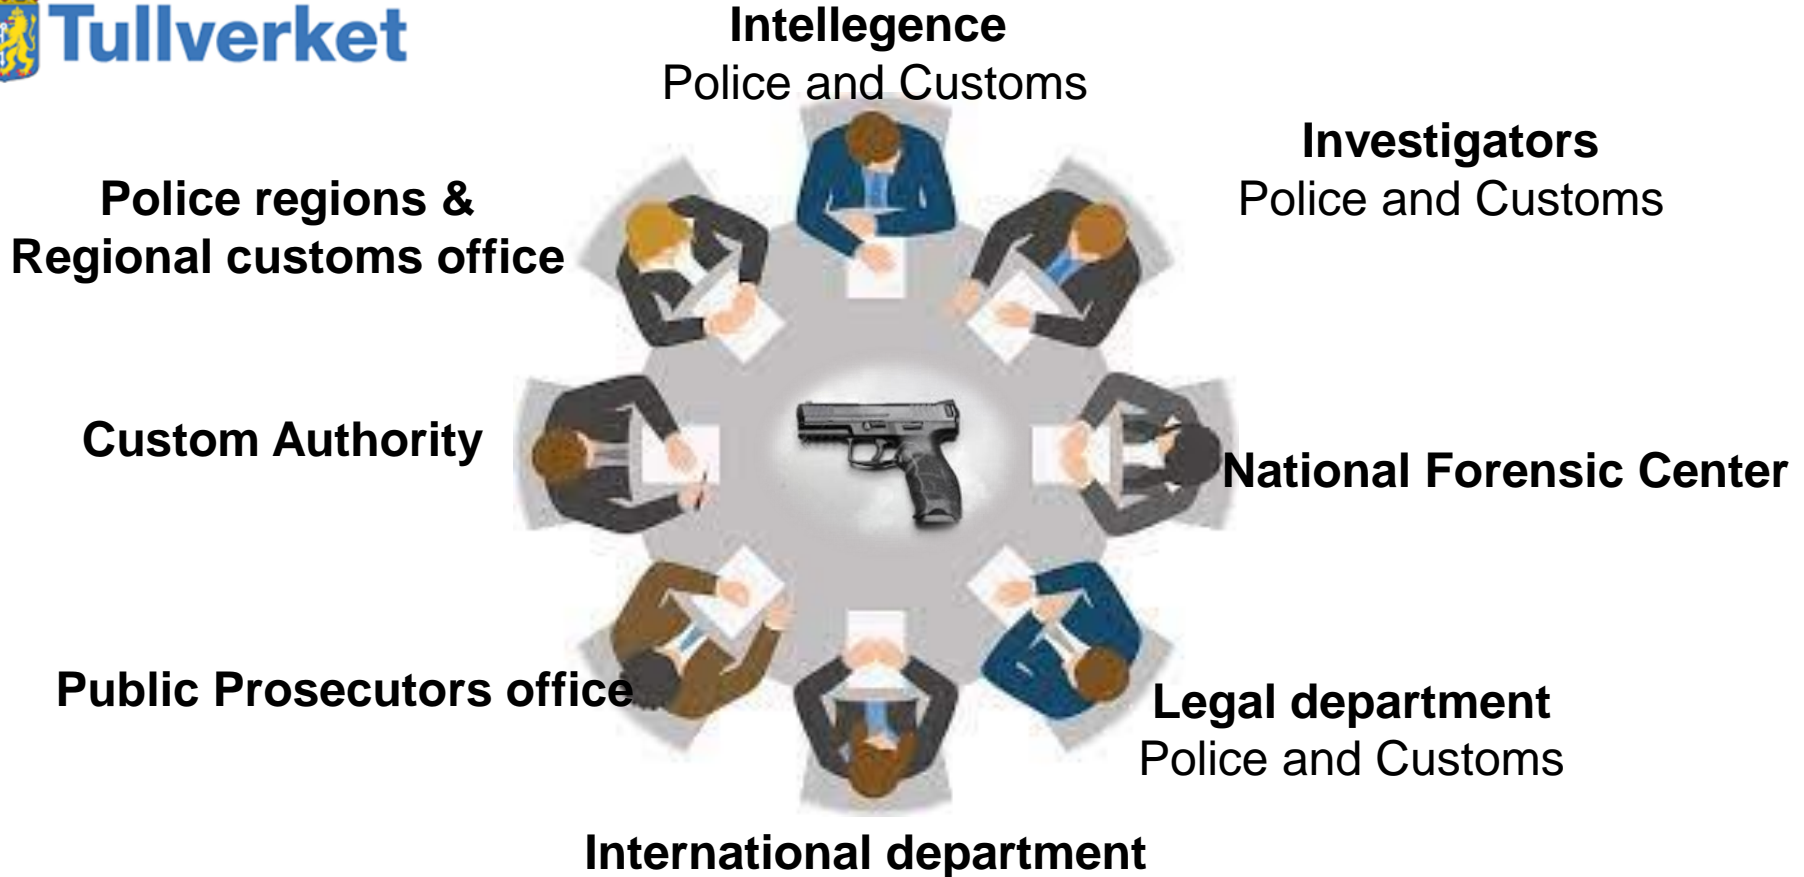 Tullverket
Intellegence
Police and Customs
Investigators
Police and Customs
Police regions &
Regional customs office
Custom Authority
National Forensic Center
Public Prosecutors office
Legal department
Police and Customs
International department